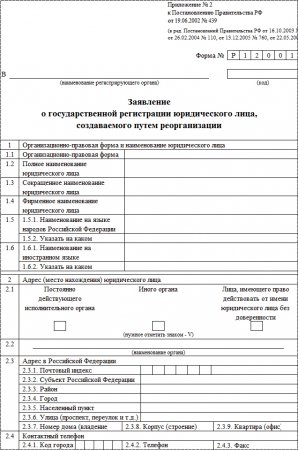 Приложение № 2
к Постановлению Правительства РФ
от 19.06.2002 № 439
(в ред. Постановлений Правительства РФ от 16.10.2003
от 26.02.2004 № 110, от 13.12.2005 № 760, от 22.05.
Форма № Р 1 2 0 0 1
В
(наименование регистрирующего органа) (код)
Заявление
о государственной регистрации юридического лица,
создаваемого путем реорганизации
1 Организационно-правовая форма и наименование юридического лица
1.1 Организационно-правовая форма
1.2 Полное наименование
юридического лица
1.3 Сокращенное наименование
юридического лица
1.4 Фирменное наименование
юридического лица
1.5 1.5.1. Наименование на языке
народов Российской Федерации
1.5.2. Указать на каком
1.6 1.6.1. Наименование на
иностранном языке
1.6.2. Указать на каком
2 Адрес (место нахождения) юридического лица
2.1 Постоянно Иного органа Лица, имеющего право
действующего действовать от имени
исполнительного органа юридического лица без
доверенности
(нужное отметить знаком - V)
2.2
(наименование органа)
2.3 Адрес в Российской Федерации
2.3.1. Почтовый индекс
2.3.2. Субъект Российской Федерации
2.3.3. Район
2.3.4. Город
2.3.5. Населенный пункт
2.3.6. Улица (проспект, переулок и т.д.)
2.3.7. Номер дома (владение 2.3.8. Корпус (строение) 2.3.9. Квартира (офис)
2.4 Контактный телефон
2.4.1. Код города 2.4.2. Телефон 2.4.3. Факс